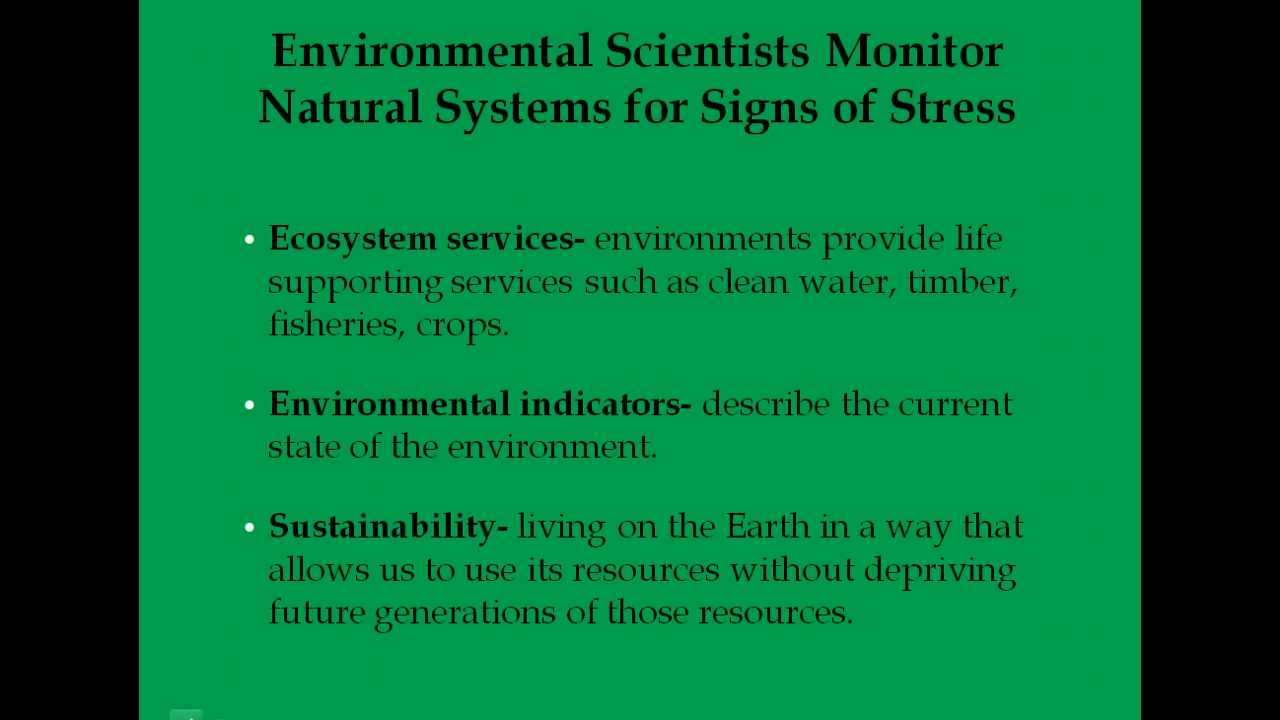 Environmental Scientists Monitor
Natural Systems for Signs of Stress
• Ecosystem services- environments provide life
supporting services such as clean water, timber,
fisheries, crops.
• Environmental indicators- describe the current
state of the environment.
• Sustainability- living on the Earth in a way that
allows us to use its resources without depriving
future generations of those resources.